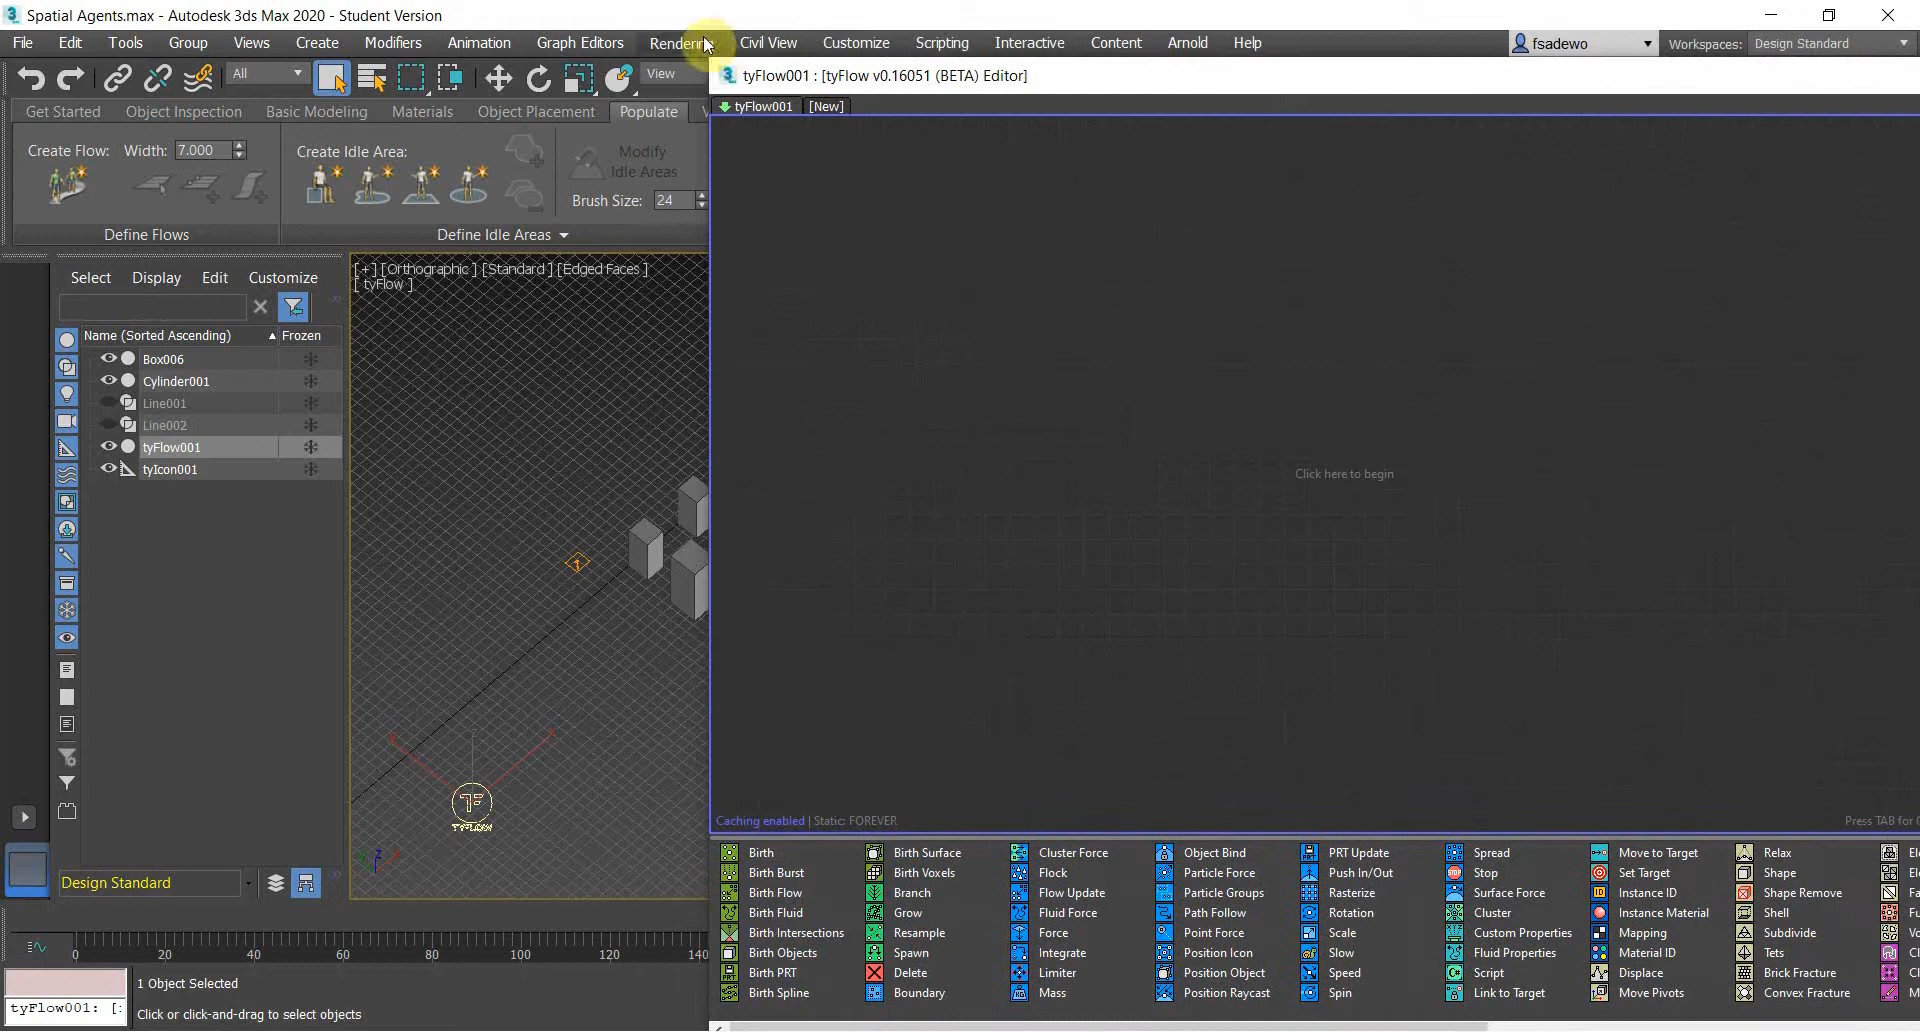 Spatial Agents.max - Autodesk 3ds Max 2020 - Student Version
File Edit Tools Group Views Create Modifiers Animation Graph Editors Rendering Civil View Customize Scripting Interactive Content Arnold Help
fsadewo Workspaces: Design Standard
All View
tyFlow001 : [tyFlow v0.16051 (BETA) Editor]
tyFlow001 [New]
Get Started Object Inspection Basic Modeling Materials Object Placement Populate
Create Flow: Width: 7.000 Create Idle Area: Modify
Idle Areas
Brush Size: 24
Define Flows Define Idle Areas
Select Display Edit Customize
[+] [Orthographic ] [Standard ] [Edged Faces ]
[ tyFlow ]
Name (Sorted Ascending) Frozen
Box006
Cylinder001
Line001
Line002
tyFlow001
tyIcon001
Click here to begin
TYFLOW
Caching enabled | Static: FOREVER
Press TAB for
Birth Birth Surface Cluster Force Object Bind PRT Update Spread Move to Target Relax
Birth Burst Birth Voxels Flock Particle Force Push In/Out Stop Set Target Shape
Birth Flow Branch Flow Update Particle Groups Rasterize Surface Force Instance ID Shape Remove
Birth Fluid Grow Fluid Force Path Follow Rotation Cluster Instance Material Shell
Birth Intersections Resample Force Point Force Scale Custom Properties Mapping Subdivide
Birth Objects Spawn Integrate Position Icon Slow Fluid Properties Material ID Tets
Birth PRT Delete Limiter Position Object Speed Script Displace Brick Fracture
Birth Spline Boundary Mass Position Raycast Spin Link to Target Move Pivots Convex Fracture
Design Standard
0 20 40 60 80 100 120 140
1 Object Selected
tyFlow001: [
Click or click-and-drag to select objects